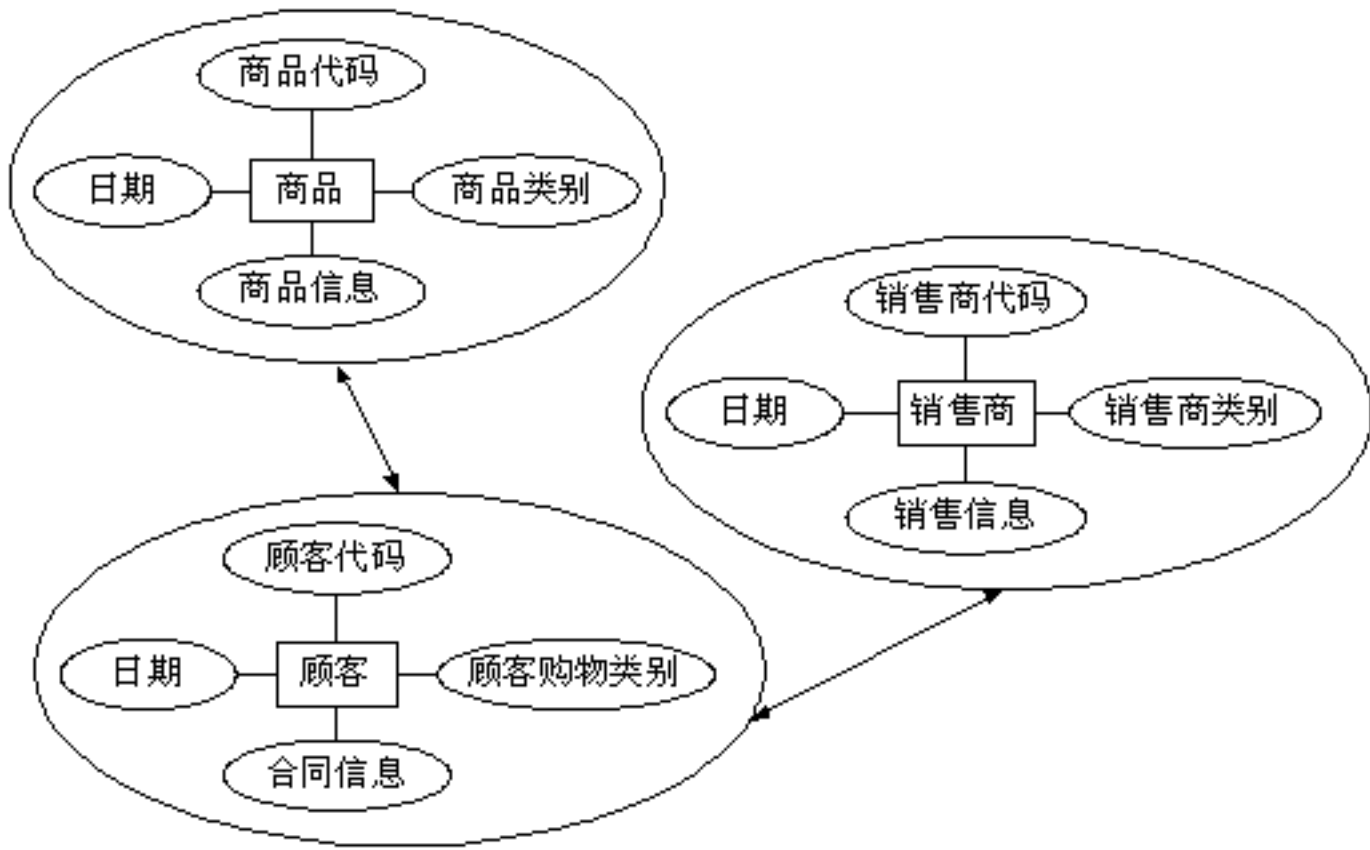 商品代码
日期
商品
商品类别
商品信息
销售商代码
日期
销售商
销售商类别
销售信息
顾客代码
日期
顾客
顾客购物类别
合同信息